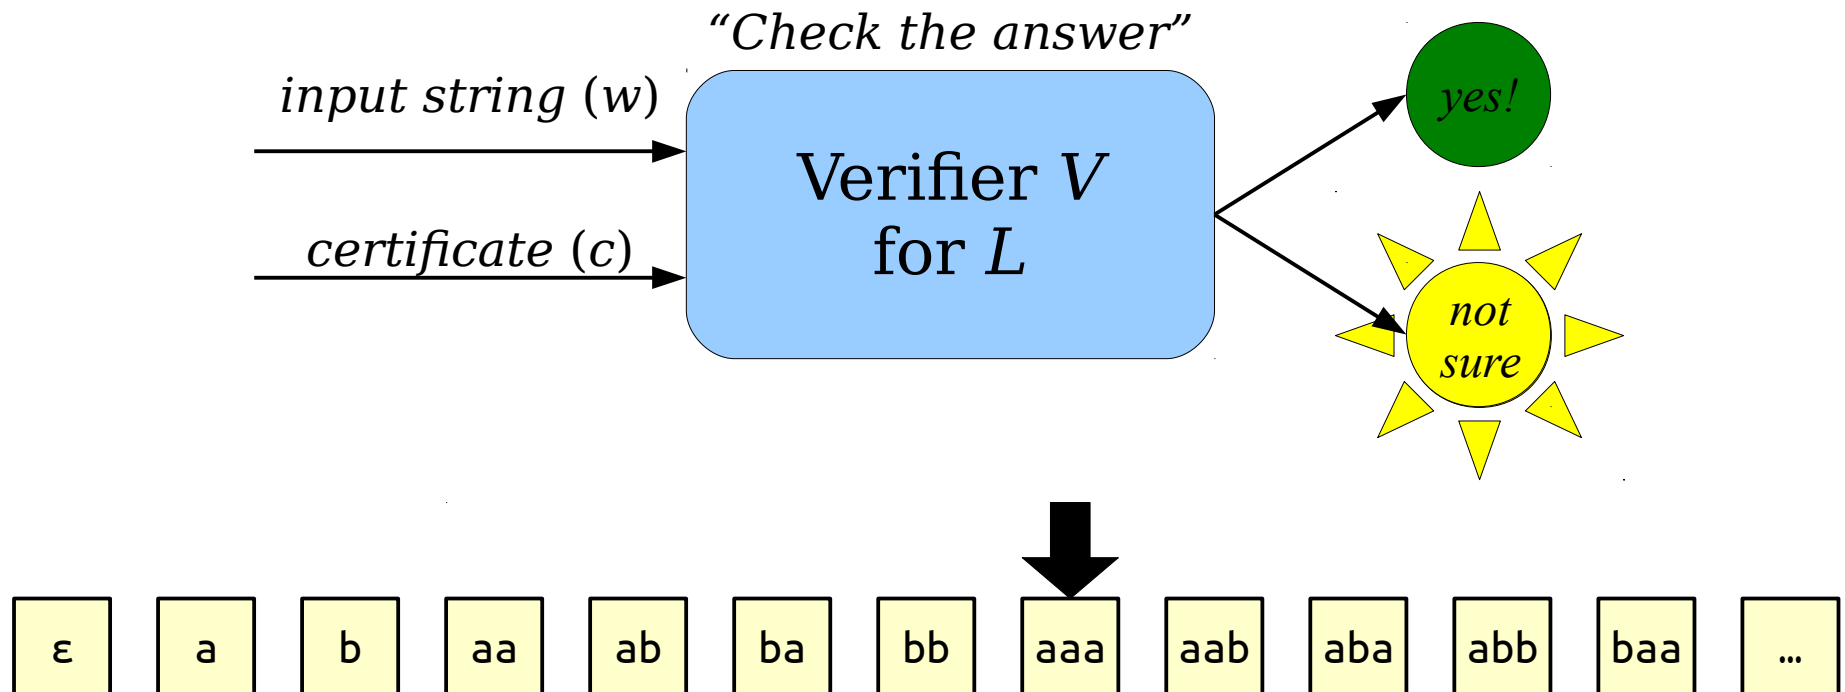 “Check the answer”
input string (w)
certificate (c)
Verifier V
for L
yes!
not
sure
ε a b aa ab ba bb aaa aab aba abb baa …